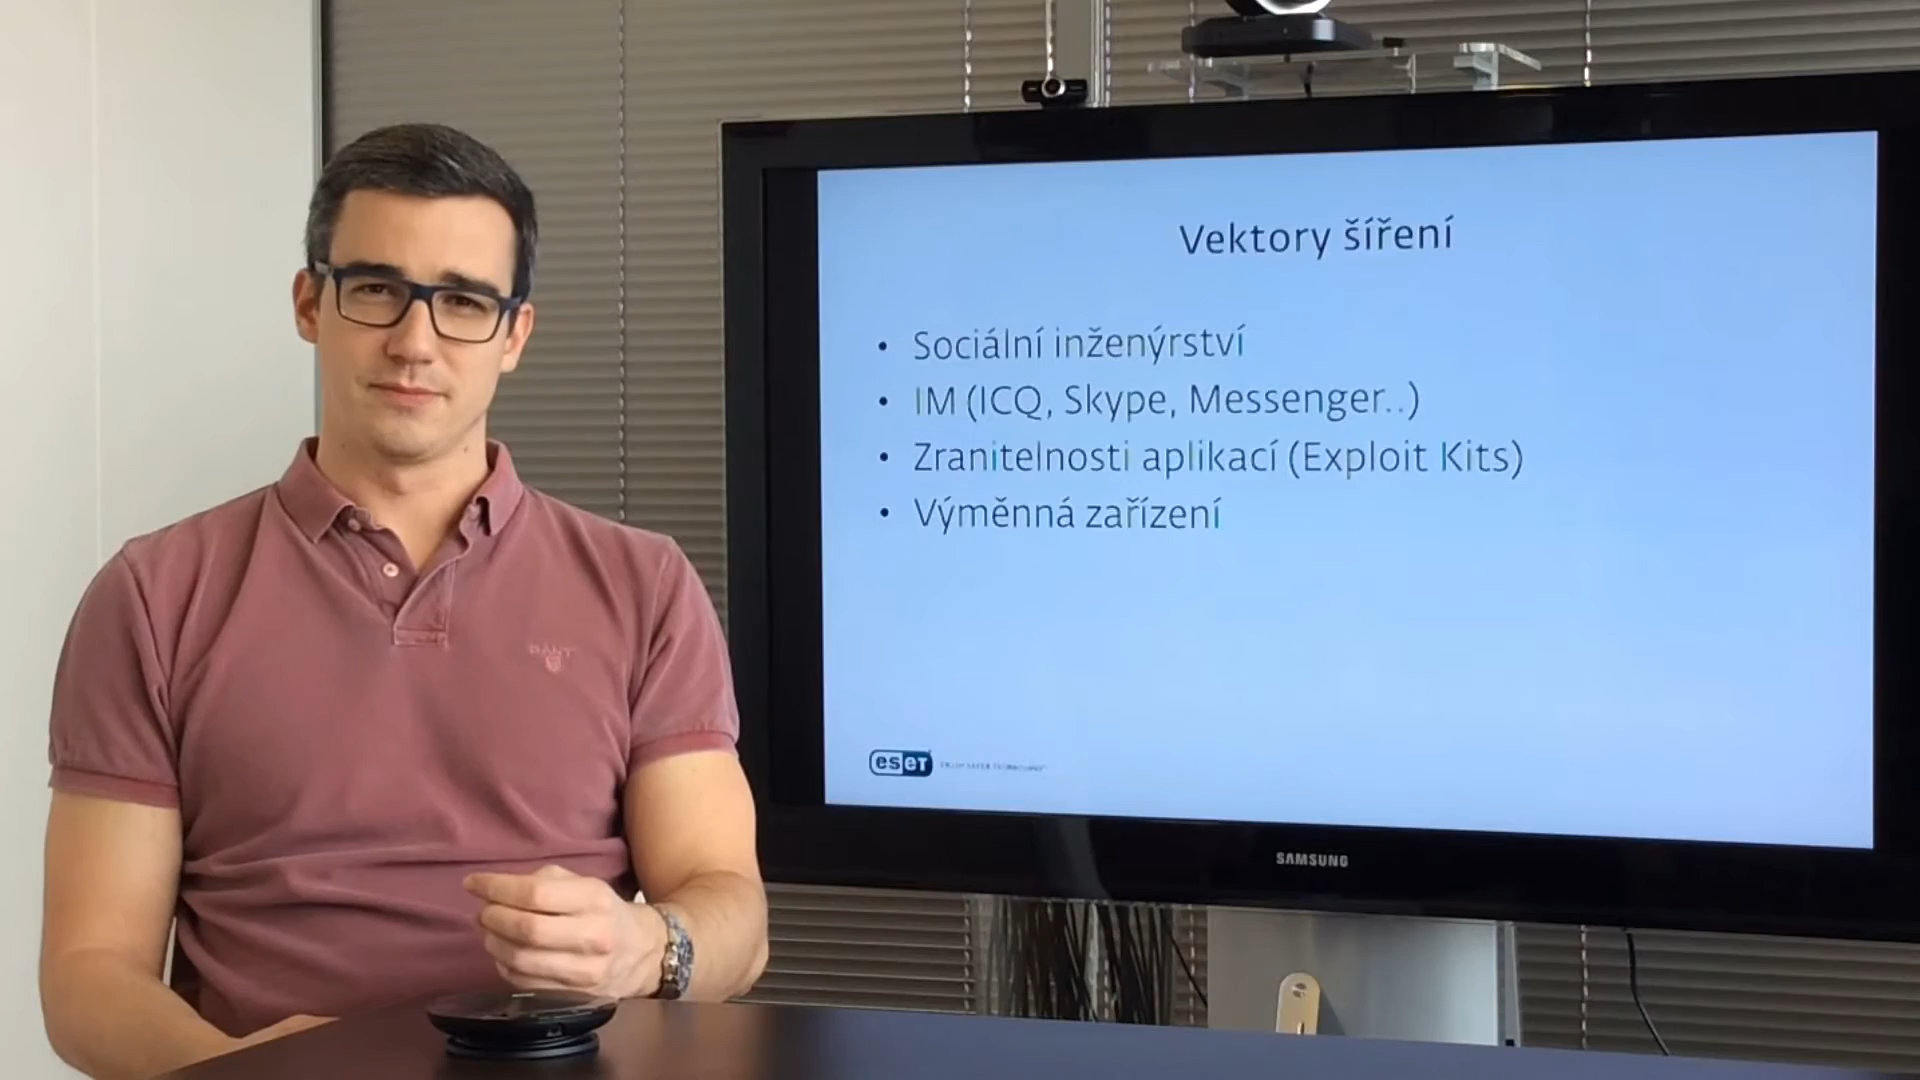 Vektory šíření
• Sociální inženýrství
• IM (ICQ, Skype, Messenger..)
• Zranitelnosti aplikací (Exploit Kits)
• Výměnná zařízení
eseT
SAMSUNG